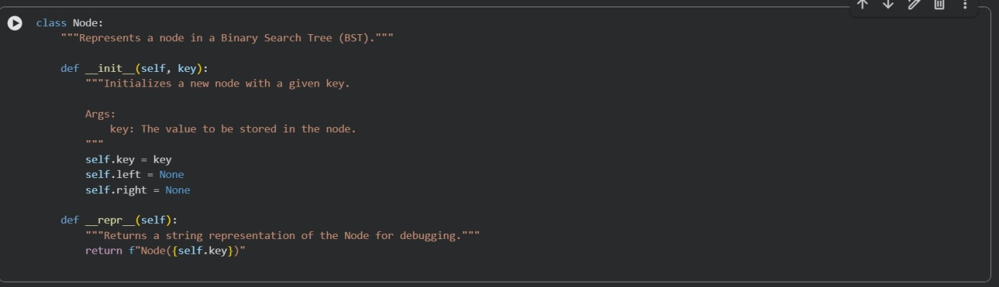 class Node:
    """Represents a node in a Binary Search Tree (BST)."""

    def __init__(self, key):
        """Initializes a new node with a given key.

        Args:
            key: The value to be stored in the node.
        """
        self.key = key
        self.left = None
        self.right = None

    def __repr__(self):
        """Returns a string representation of the Node for debugging."""
        return f"Node({self.key})"